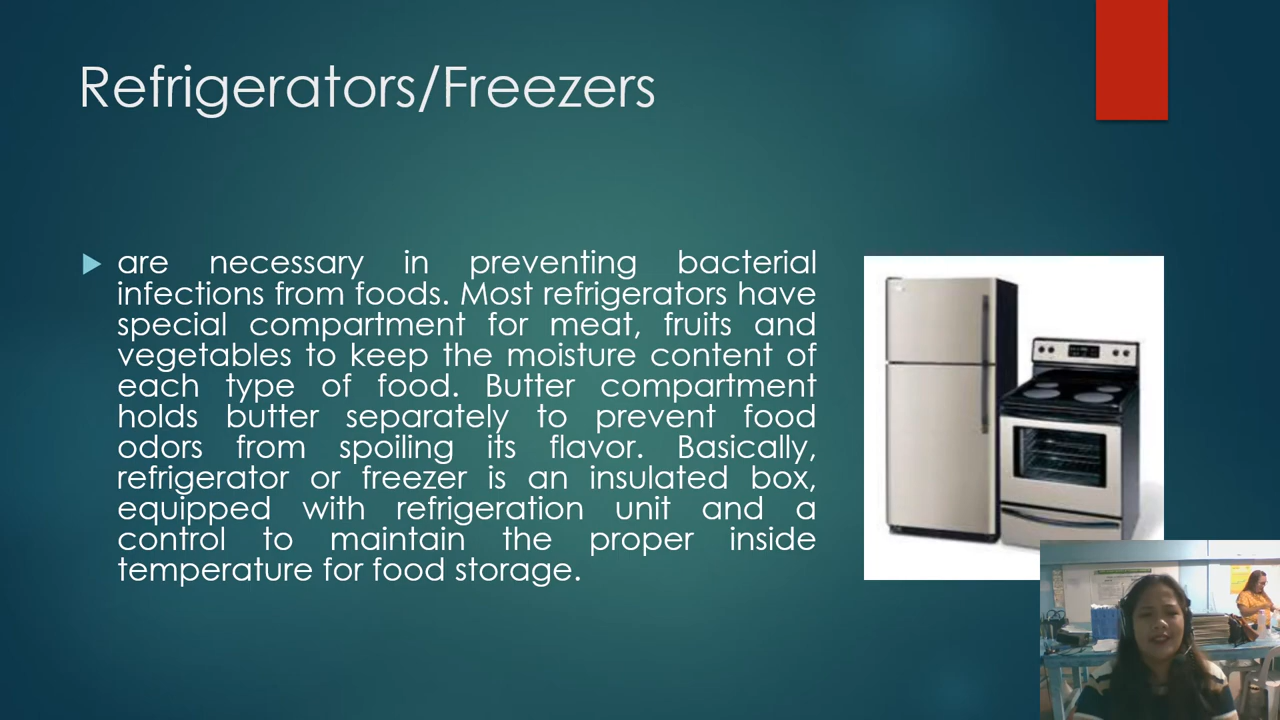 Refrigerators/Freezers
are necessary in preventing bacterial
infections from foods. Most refrigerators have
special compartment for meat, fruits and
vegetables to keep the moisture content of
each type of food. Butter compartment
holds butter separately to prevent food
odors from spoiling its flavor. Basically,
refrigerator or freezer is an insulated box,
equipped with refrigeration unit and a
control to maintain the proper inside
temperature for food storage.